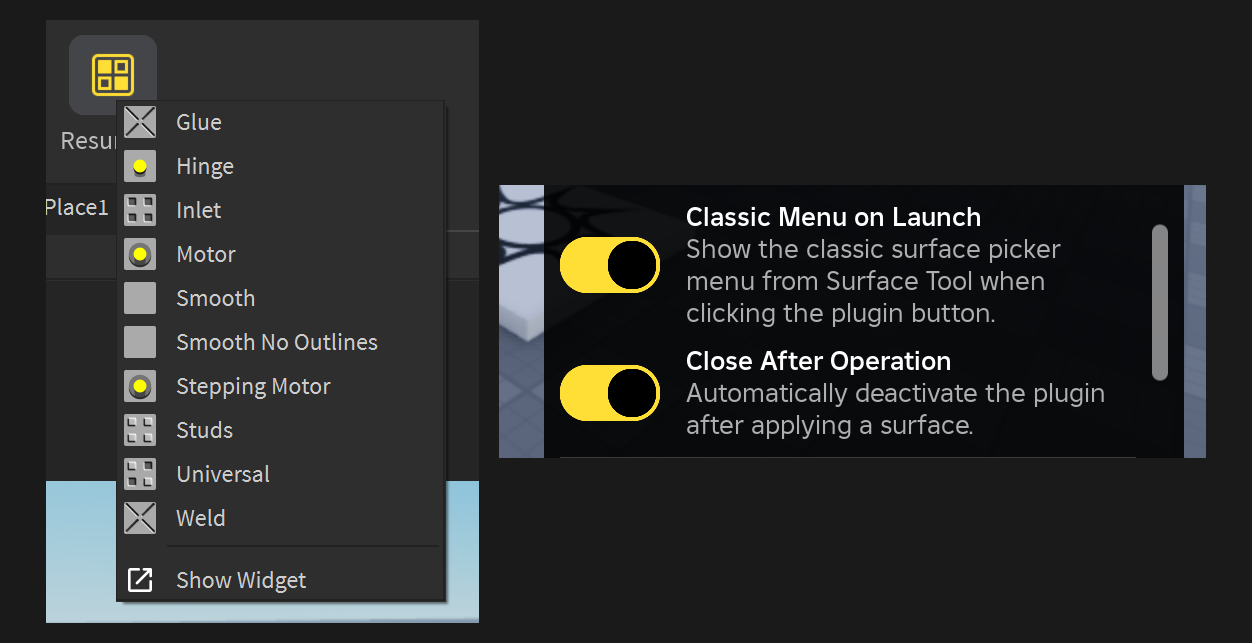 Place1
Glue
Hinge
Inlet
Motor
Smooth
Smooth No Outlines
Stepping Motor
Studs
Universal
Weld
Show Widget
Classic Menu on Launch
Show the classic surface picker
menu from Surface Tool when
clicking the plugin button.
Close After Operation
Automatically deactivate the plugin
after applying a surface.